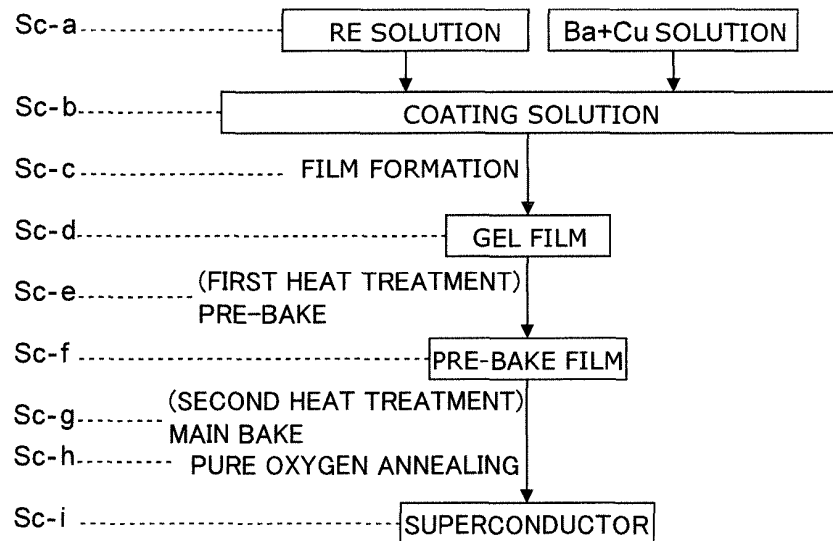 Sc-a RE SOLUTION Ba+Cu SOLUTION
Sc-b COATING SOLUTION
Sc-c FILM FORMATION
Sc-d GEL FILM
(FIRST HEAT TREATMENT)
Sc-e PRE-BAKE
Sc-f PRE-BAKE FILM
(SECOND HEAT TREATMENT)
Sc-g MAIN BAKE
Sc-h PURE OXYGEN ANNEALING
Sc-i SUPERCONDUCTOR